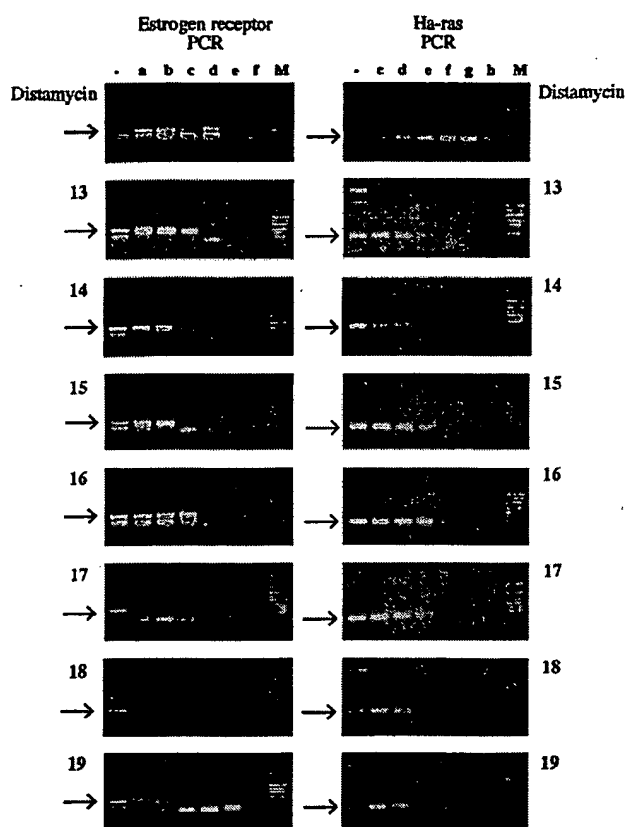 Estrogen receptor
PCR
Ha-ras
PCR
- a b c d e f M
- c d e f g h M
Distamycin
Distamycin
13
13
14
14
15
15
16
16
17
17
18
18
19
19